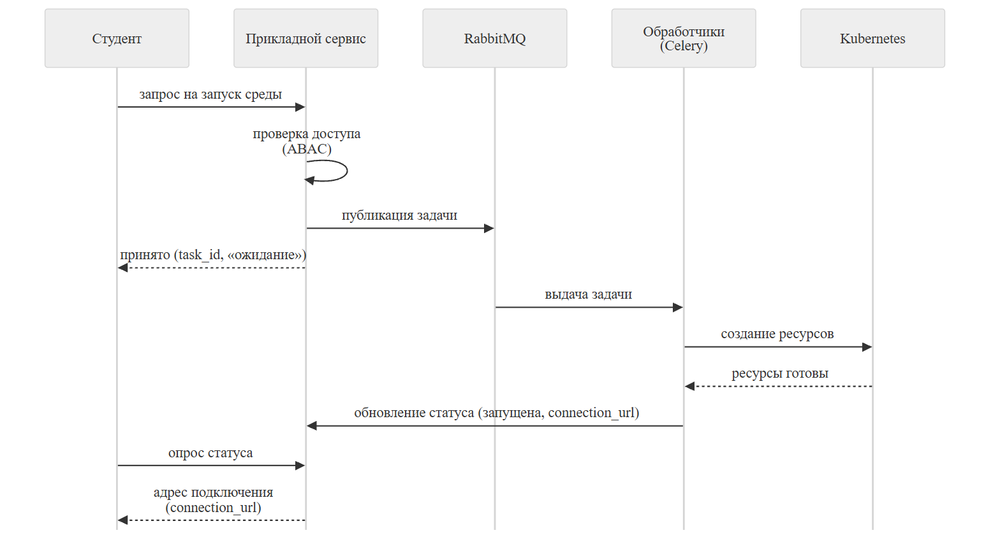 Студент
Прикладной сервис
RabbitMQ
Обработчики
(Celery)
Kubernetes
запрос на запуск среды
проверка доступа
(ABAC)
публикация задачи
принято (task_id, «ожидание»)
выдача задачи
создание ресурсов
ресурсы готовы
обновление статуса (запущена, connection_url)
опрос статуса
адрес подключения
(connection_url)